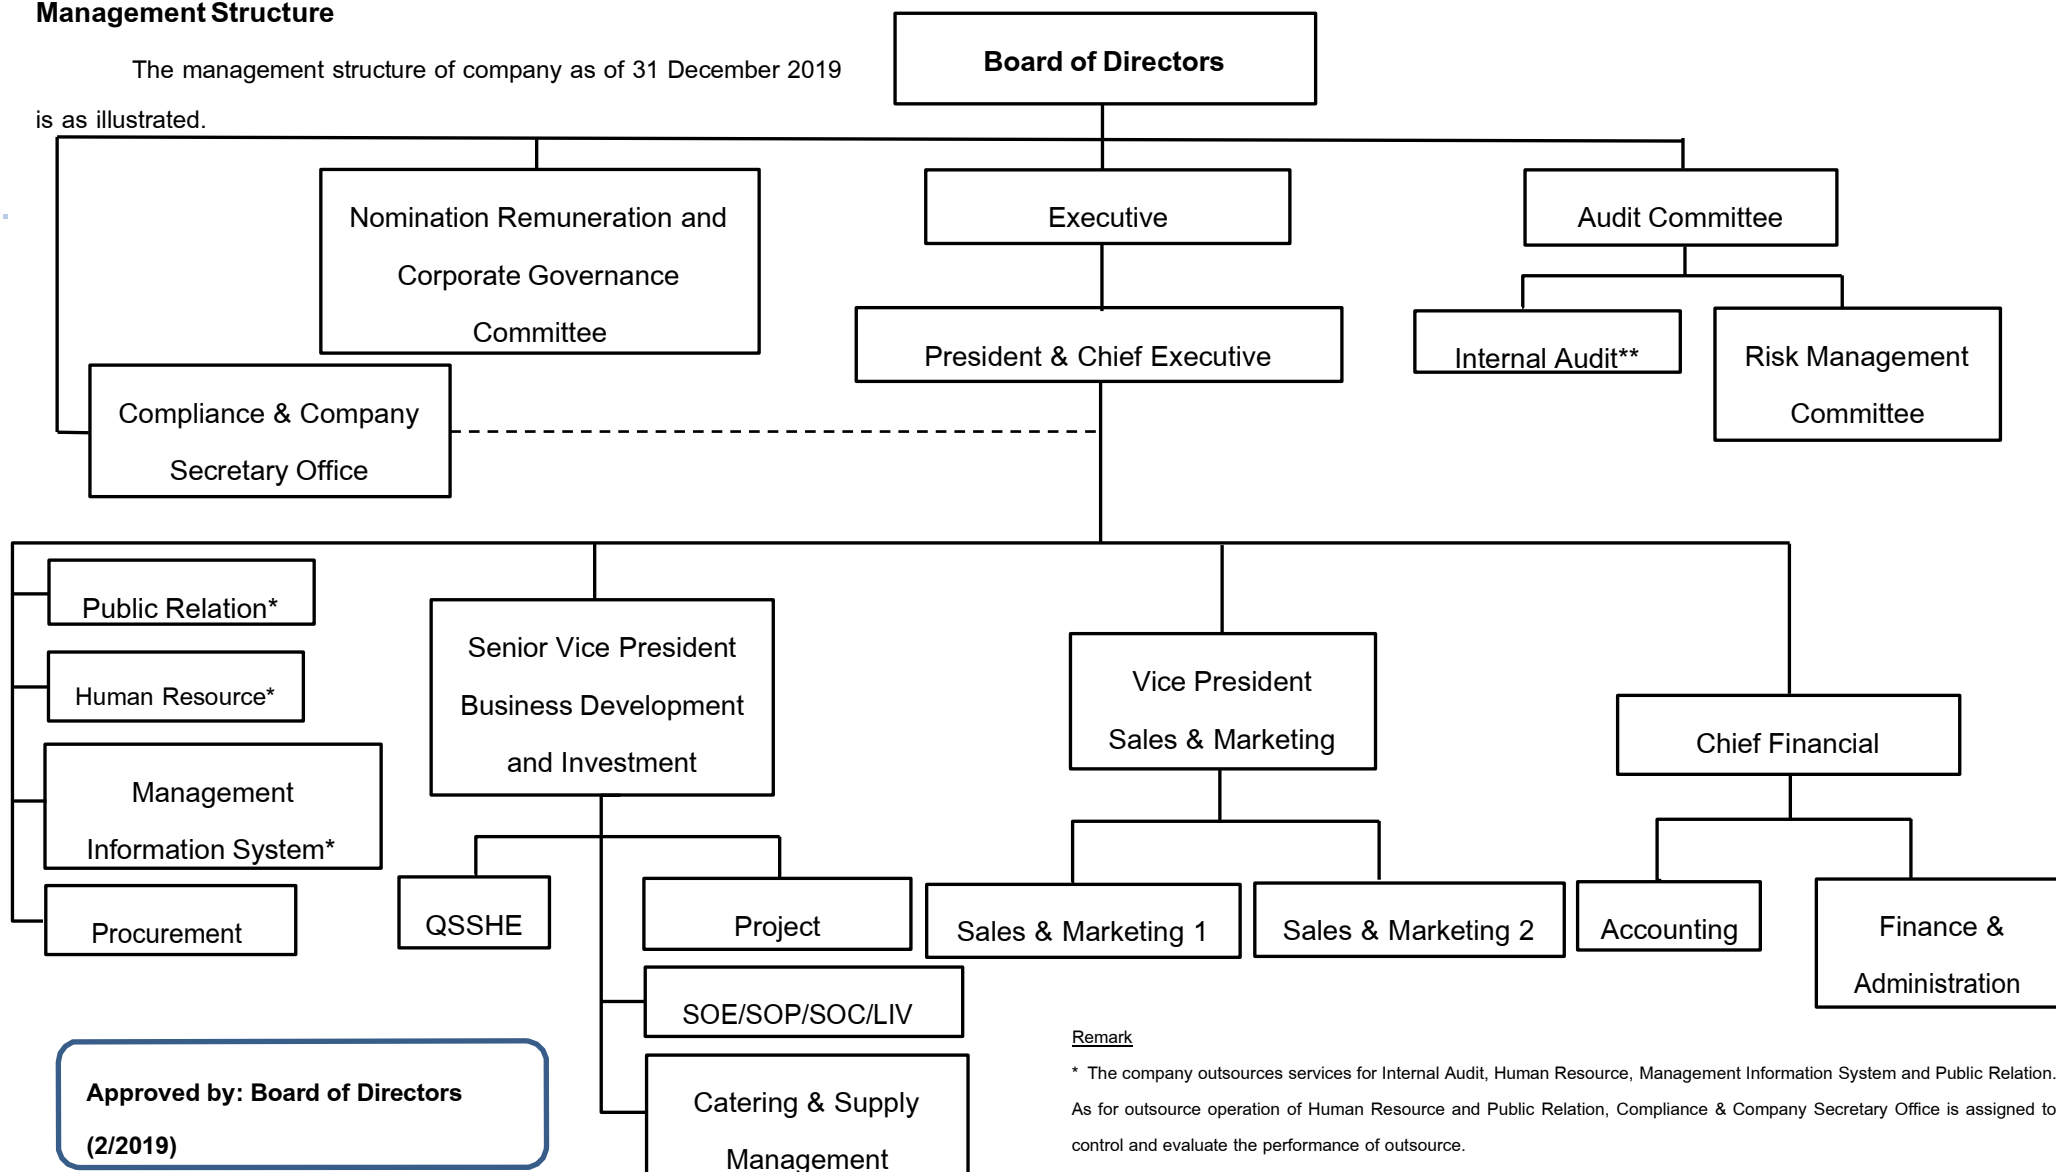 Management Structure
The management structure of company as of 31 December 2019
is as illustrated.
Board of Directors
Nomination Remuneration and
Corporate Governance
Committee
Executive
Audit Committee
President & Chief Executive
Internal Audit**
Risk Management
Committee
Compliance & Company
Secretary Office
Public Relation*
Human Resource*
Management
Information System*
Procurement
Senior Vice President
Business Development
and Investment
Vice President
Sales & Marketing
Chief Financial
QSSHE
Project
SOE/SOP/SOC/LIV
Catering & Supply
Management
Sales & Marketing 1
Sales & Marketing 2
Accounting
Finance &
Administration
Approved by: Board of Directors
(2/2019)
Remark
* The company outsources services for Internal Audit, Human Resource, Management Information System and Public Relation.
As for outsource operation of Human Resource and Public Relation, Compliance & Company Secretary Office is assigned to
control and evaluate the performance of outsource.